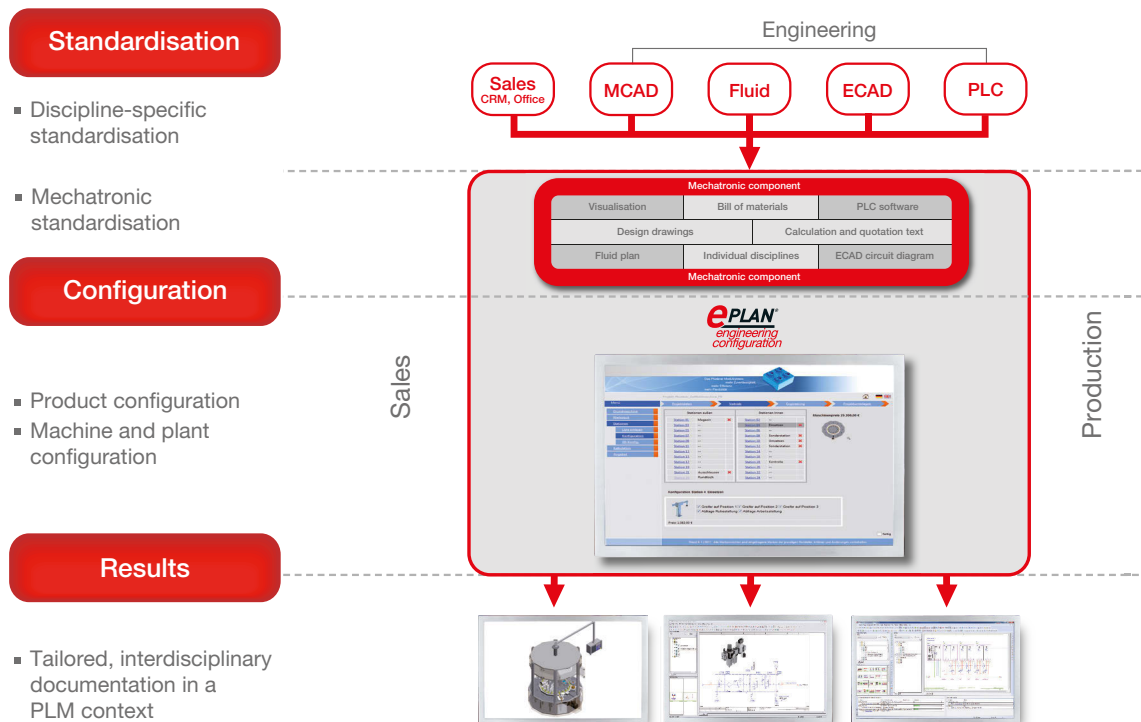 Standardisation
Discipline-specific
standardisation
Mechatronic
standardisation
Configuration
Product configuration
Machine and plant
configuration
Results
Tailored, interdisciplinary
documentation in a
PLM context
Engineering
Sales
CRM, Office
MCAD
Fluid
ECAD
PLC
Mechatronic component
Visualisation
Bill of materials
PLC software
Design drawings
Calculation and quotation text
Fluid plan
Individual disciplines
ECAD circuit diagram
Mechatronic component
Sales
Production
ePLAN®
engineering
configuration